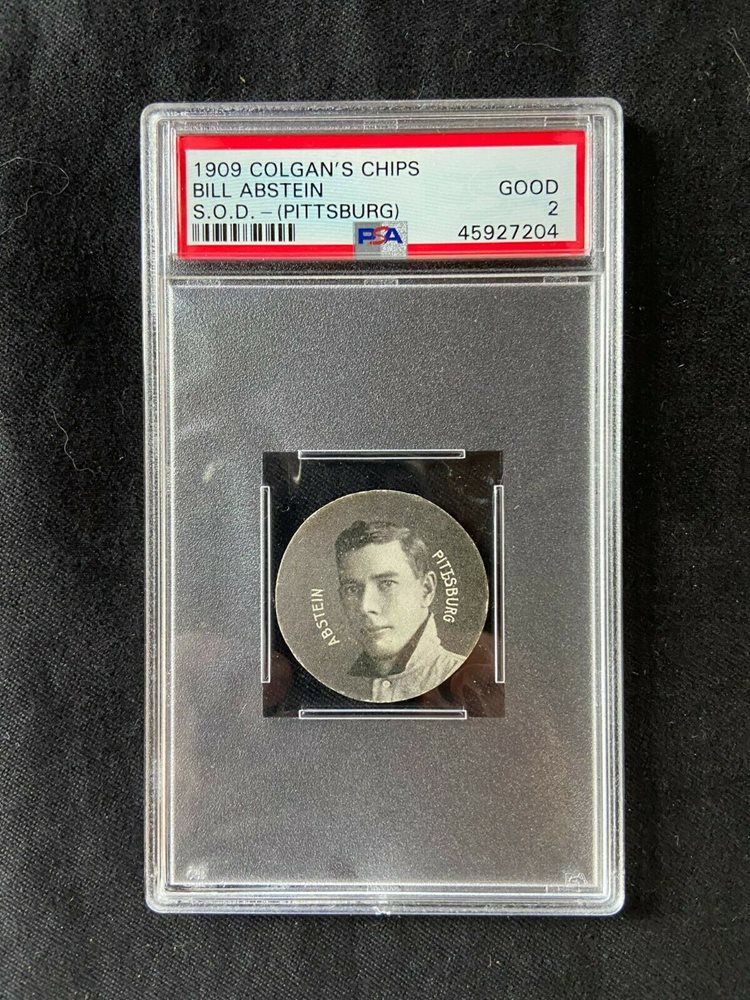 1909 COLGAN'S CHIPS
BILL ABSTEIN GOOD
S.O.D. – (PITTSBURG) 2
PSA 45927204
ABSTEIN
PITTSBURG